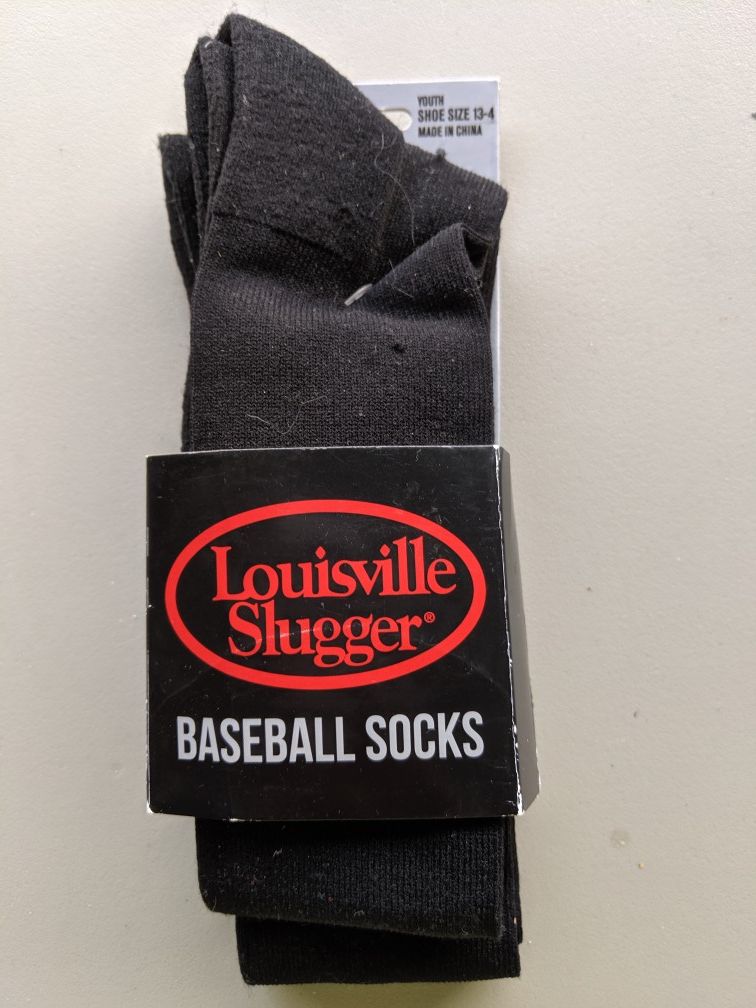 YOUTH
SHOE SIZE 13-4
MADE IN CHINA
Louisville
Slugger®
BASEBALL SOCKS